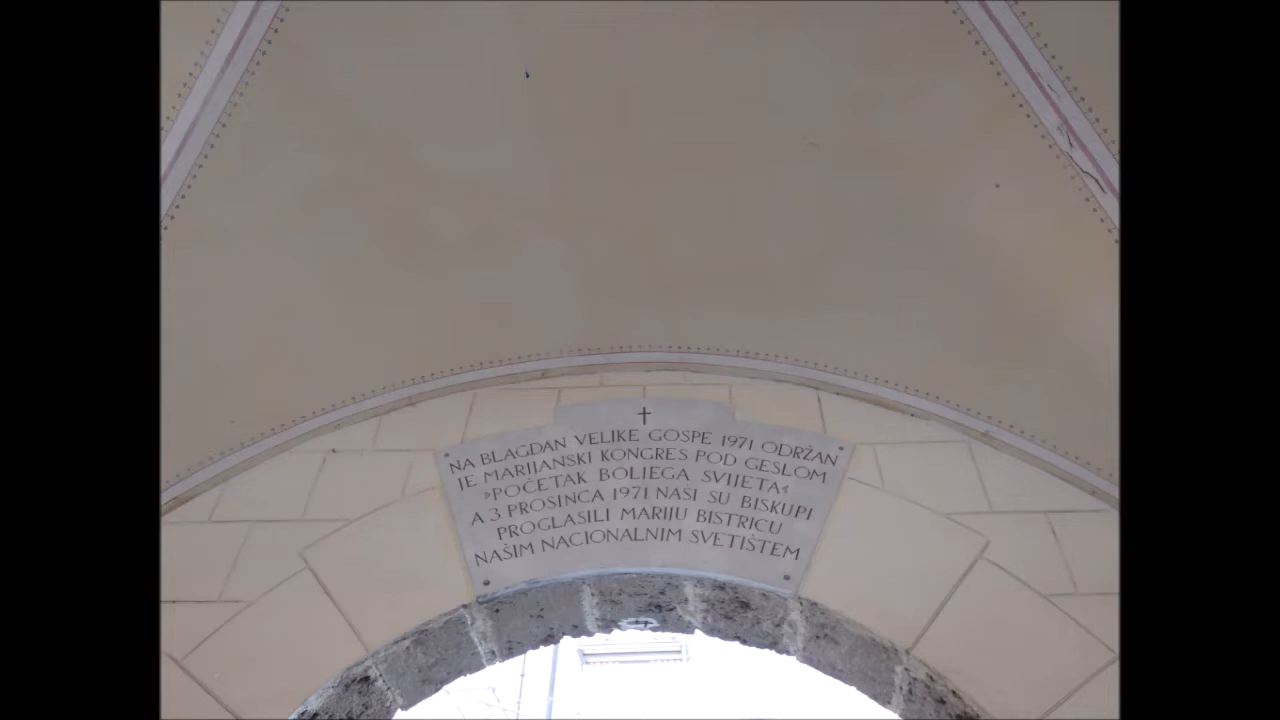 NA BLAGDAN VELIKE GOSPE 1971 ODRŽAN
JE MARIJANSKI KONGRES POD GESLOM
»POČETAK BOLJEGA SVIJETA«
A 3 PROSINCA 1971 NAŠI SU BISKUPI
PROGLASILI MARIJU BISTRICU
NAŠIM NACIONALNIM SVETIŠTEM